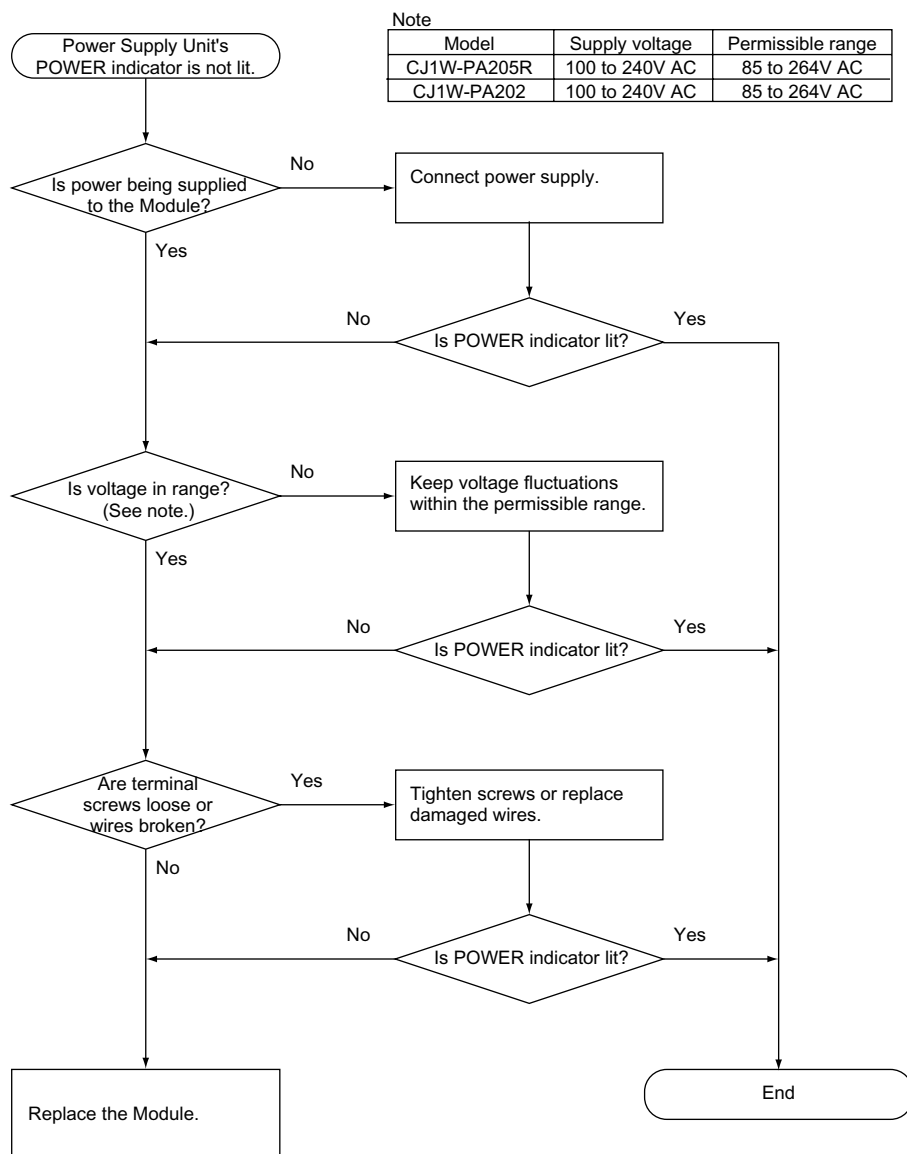 Note
Model Supply voltage Permissible range
CJ1W-PA205R 100 to 240V AC 85 to 264V AC
CJ1W-PA202 100 to 240V AC 85 to 264V AC
Power Supply Unit's
POWER indicator is not lit.
Is power being supplied
to the Module?
No
Connect power supply.
Yes
Is POWER indicator lit?
No
Yes
Is voltage in range?
(See note.)
No
Keep voltage fluctuations
within the permissible range.
Yes
Is POWER indicator lit?
No
Yes
Are terminal
screws loose or
wires broken?
Yes
Tighten screws or replace
damaged wires.
No
Is POWER indicator lit?
No
Yes
Replace the Module.
End